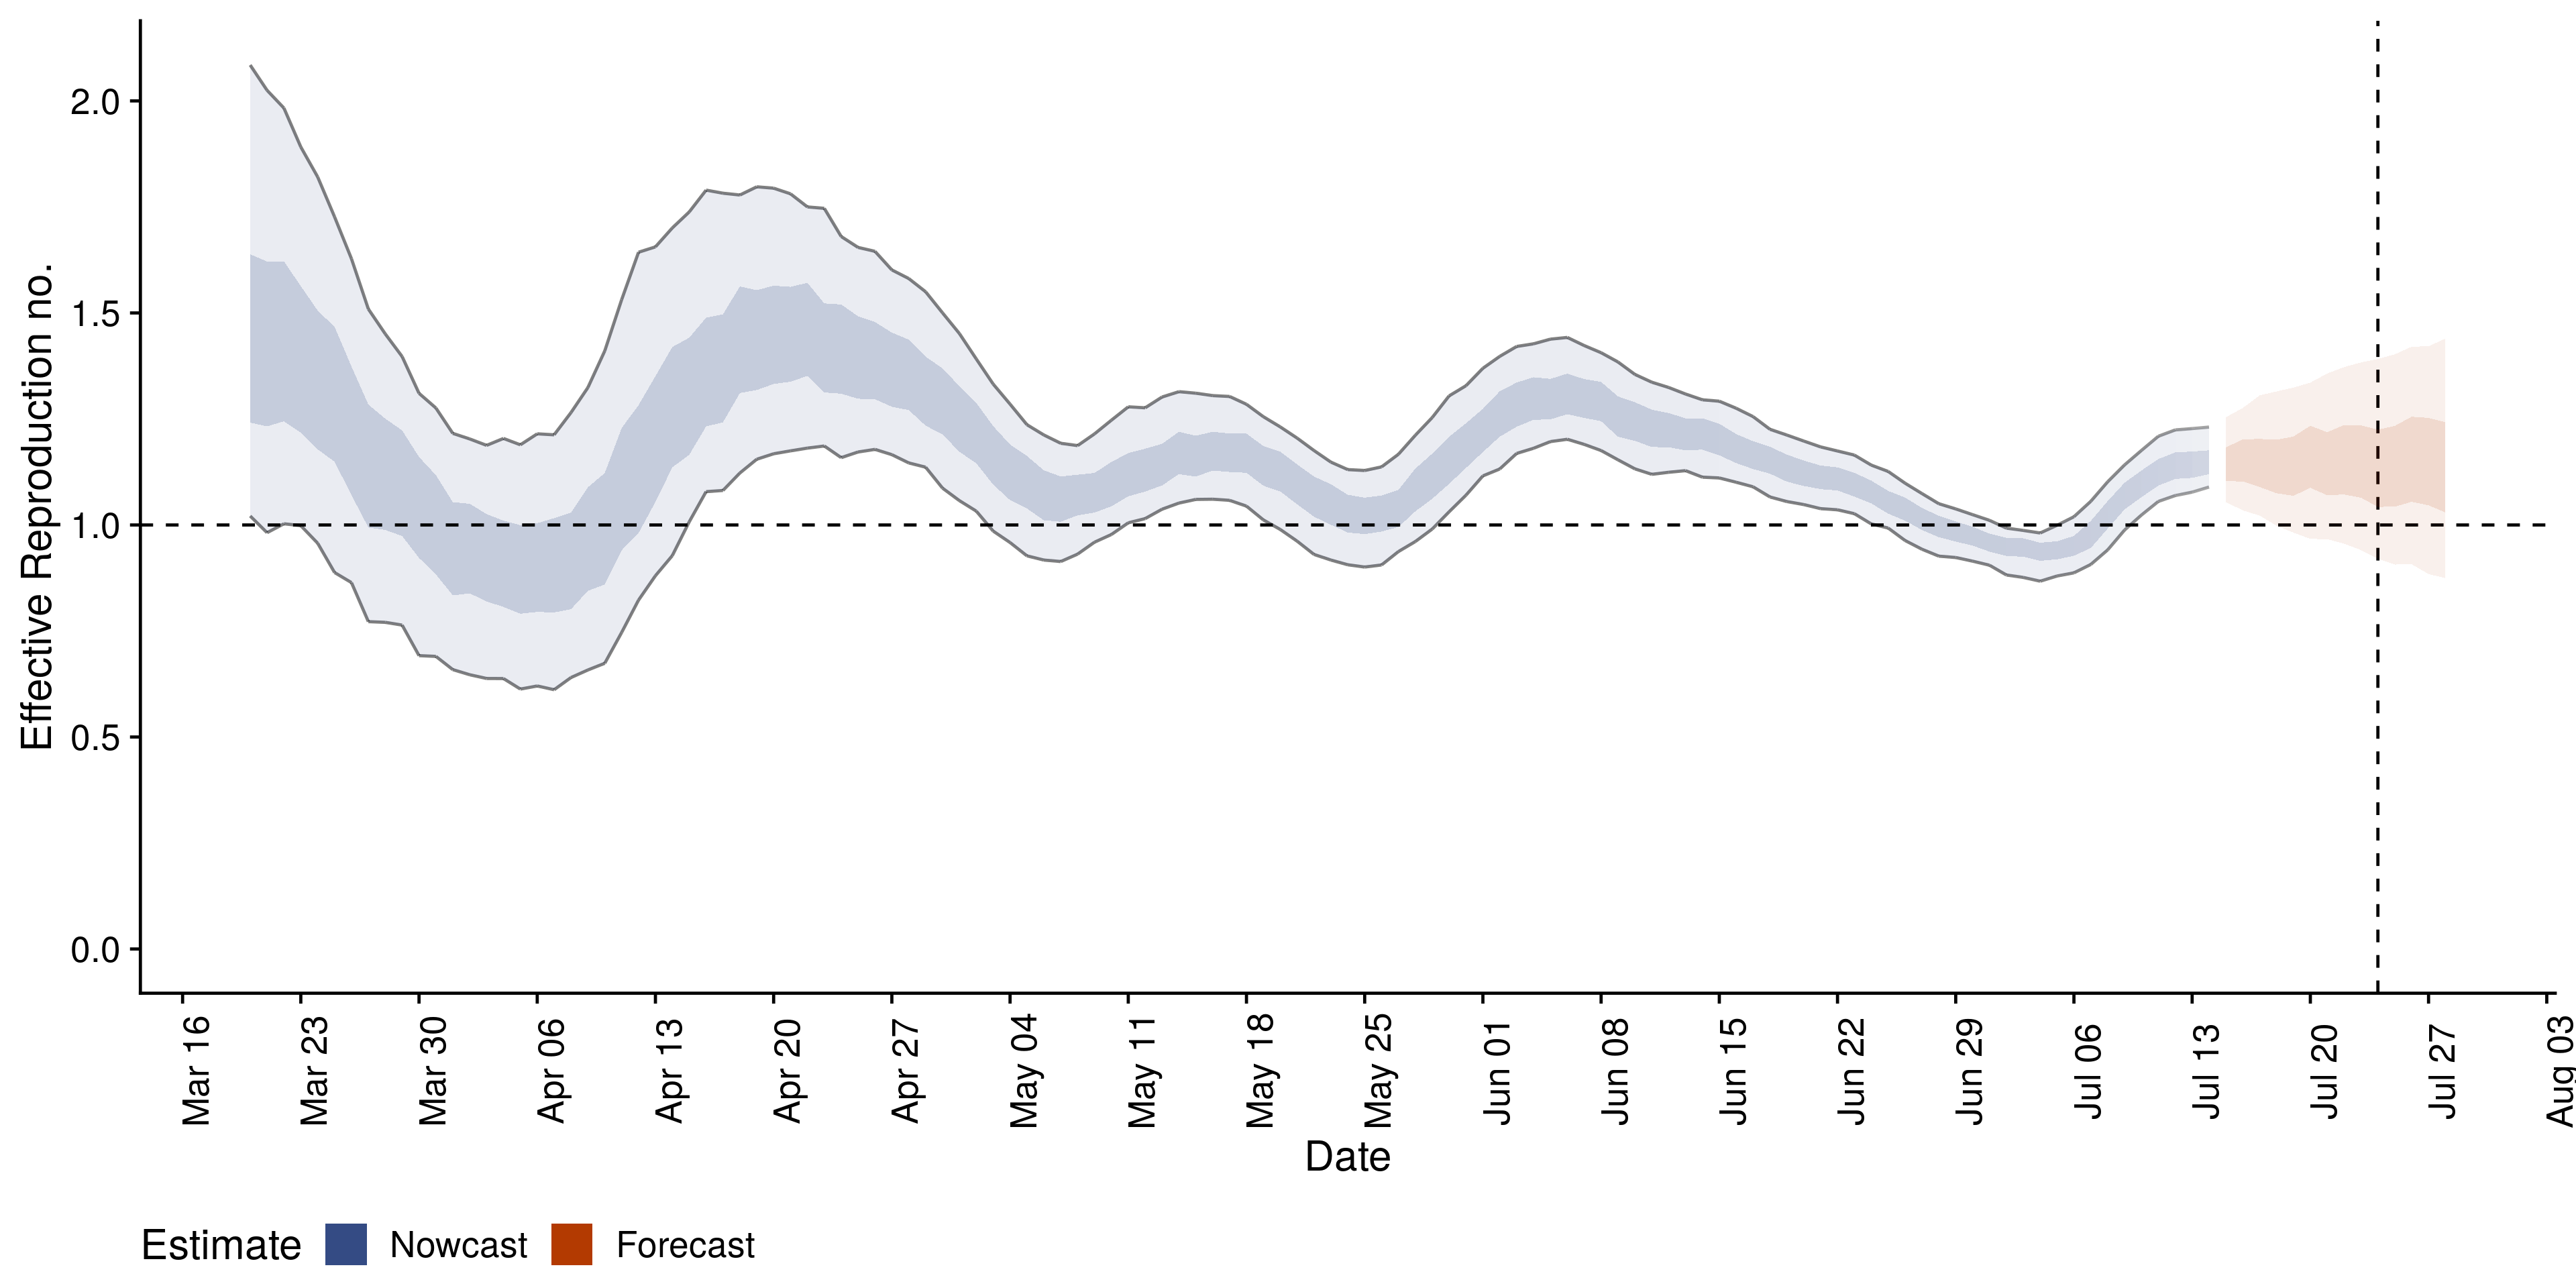 Effective Reproduction no.
2.0
1.5
1.0
0.5
0.0
Mar 16
Mar 23
Mar 30
Apr 06
Apr 13
Apr 20
Apr 27
May 04
May 11
May 18
May 25
Jun 01
Jun 08
Jun 15
Jun 22
Jun 29
Jul 06
Jul 13
Jul 20
Jul 27
Aug 03
Date
Estimate Nowcast Forecast